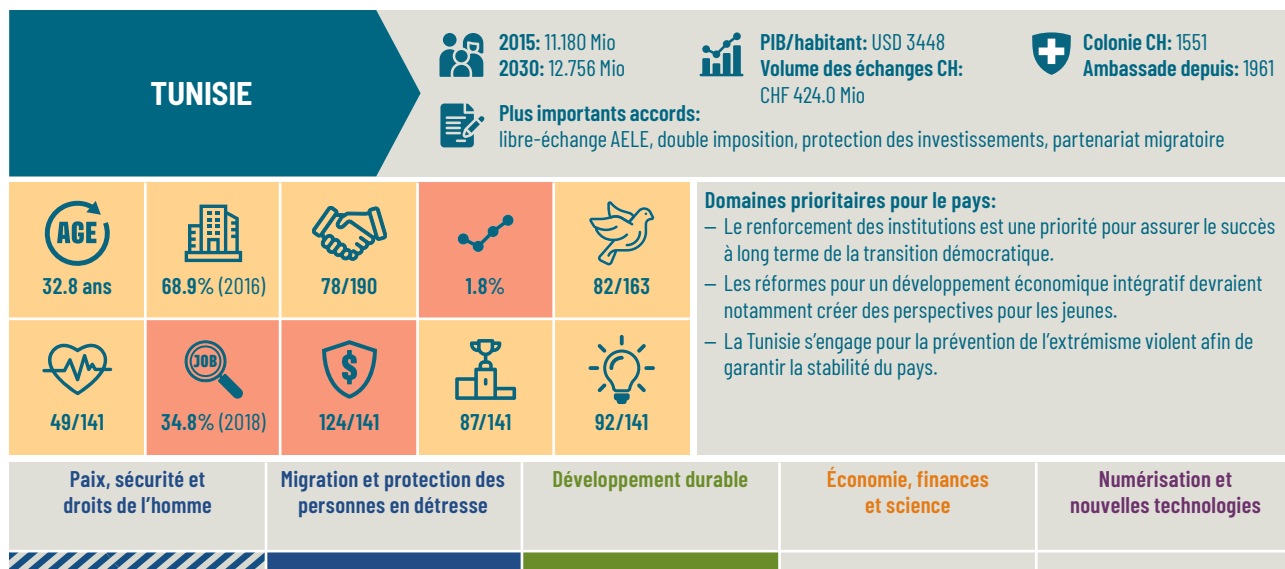 TUNISIE
2015: 11.180 Mio
2030: 12.756 Mio
PIB/habitant: USD 3448
Volume des échanges CH:
CHF 424.0 Mio
Colonie CH: 1551
Ambassade depuis: 1961
Plus importants accords:
libre-échange AELE, double imposition, protection des investissements, partenariat migratoire
AGE
32.8 ans
68.9% (2016)
78/190
1.8%
82/163
49/141
JOB
34.8% (2018)
$
124/141
87/141
92/141
Domaines prioritaires pour le pays:
– Le renforcement des institutions est une priorité pour assurer le succès
à long terme de la transition démocratique.
– Les réformes pour un développement économique intégratif devraient
notamment créer des perspectives pour les jeunes.
– La Tunisie s’engage pour la prévention de l’extrémisme violent afin de
garantir la stabilité du pays.
Paix, sécurité et
droits de l’homme
Migration et protection des
personnes en détresse
Développement durable
Économie, finances
et science
Numérisation et
nouvelles technologies